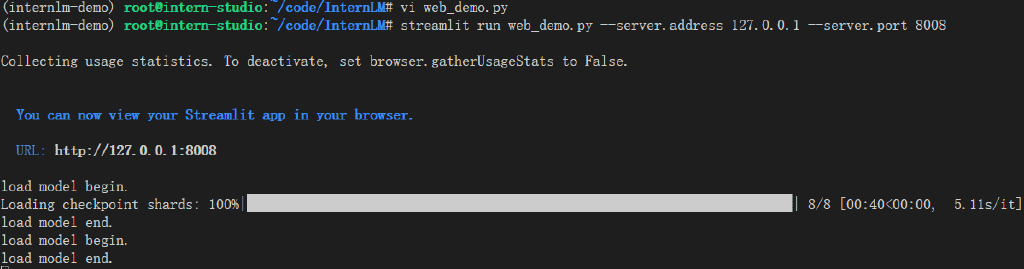 (internlm-demo) root@intern-studio:~/code/InternLM# vi web_demo.py
(internlm-demo) root@intern-studio:~/code/InternLM# streamlit run web_demo.py --server.address 127.0.0.1 --server.port 8008
Collecting usage statistics. To deactivate, set browser.gatherUsageStats to False.
You can now view your Streamlit app in your browser.
URL: http://127.0.0.1:8008
load model begin.
Loading checkpoint shards: 100%| | 8/8 [00:40<00:00, 5.11s/it]
load model end.
load model begin.
load model end.